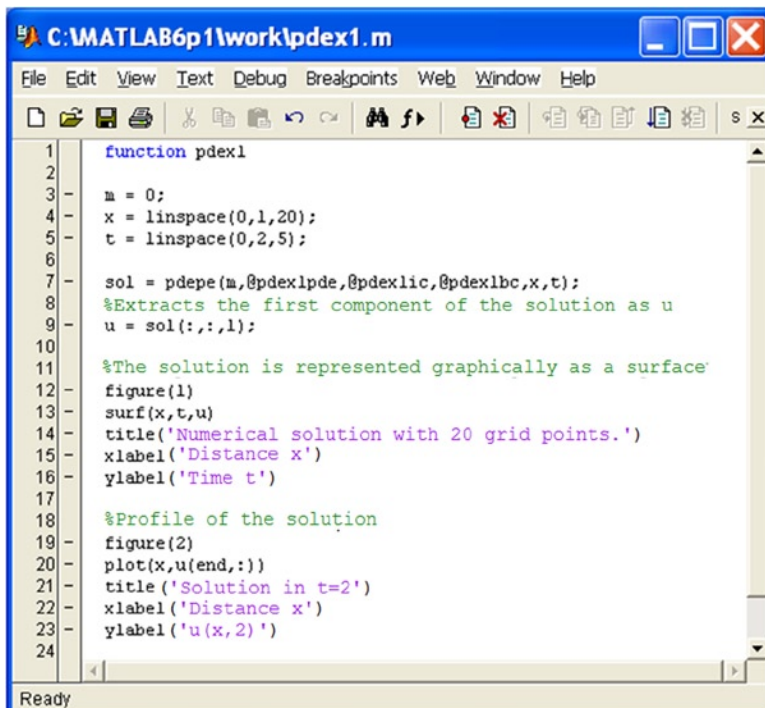 C:\MATLAB6p1\work\pdex1.m
File Edit View Text Debug Breakpoints Web Window Help
S
1 function pdex1
2
3 - m = 0;
4 - x = linspace(0,1,20);
5 - t = linspace(0,2,5);
6
7 - sol = pdepe(m,@pdex1pde,@pdex1ic,@pdex1bc,x,t);
8 %Extracts the first component of the solution as u
9 - u = sol(:,:,1);
10
11 %The solution is represented graphically as a surface
12 - figure(1)
13 - surf(x,t,u)
14 - title('Numerical solution with 20 grid points.')
15 - xlabel('Distance x')
16 - ylabel('Time t')
17
18 %Profile of the solution
19 - figure(2)
20 - plot(x,u(end,:))
21 - title('Solution in t=2')
22 - xlabel('Distance x')
23 - ylabel('u(x,2)')
24
Ready